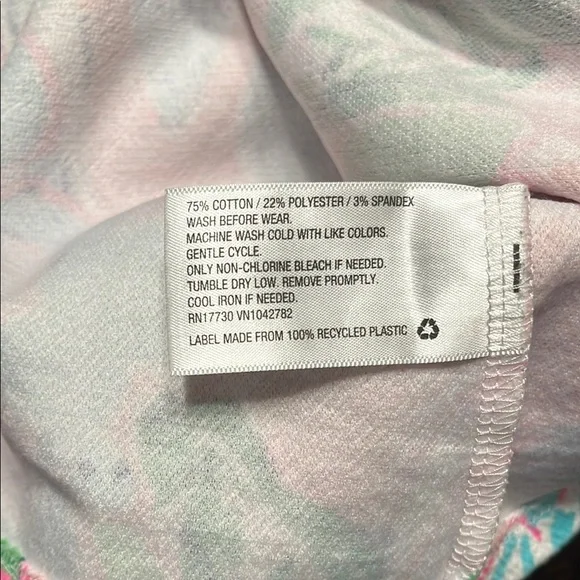 75% COTTON / 22% POLYESTER / 3% SPANDEX
WASH BEFORE WEAR.
MACHINE WASH COLD WITH LIKE COLORS.
GENTLE CYCLE.
ONLY NON-CHLORINE BLEACH IF NEEDED.
TUMBLE DRY LOW. REMOVE PROMPTLY.
COOL IRON IF NEEDED.
RN17730 VN1042782
LABEL MADE FROM 100% RECYCLED PLASTIC